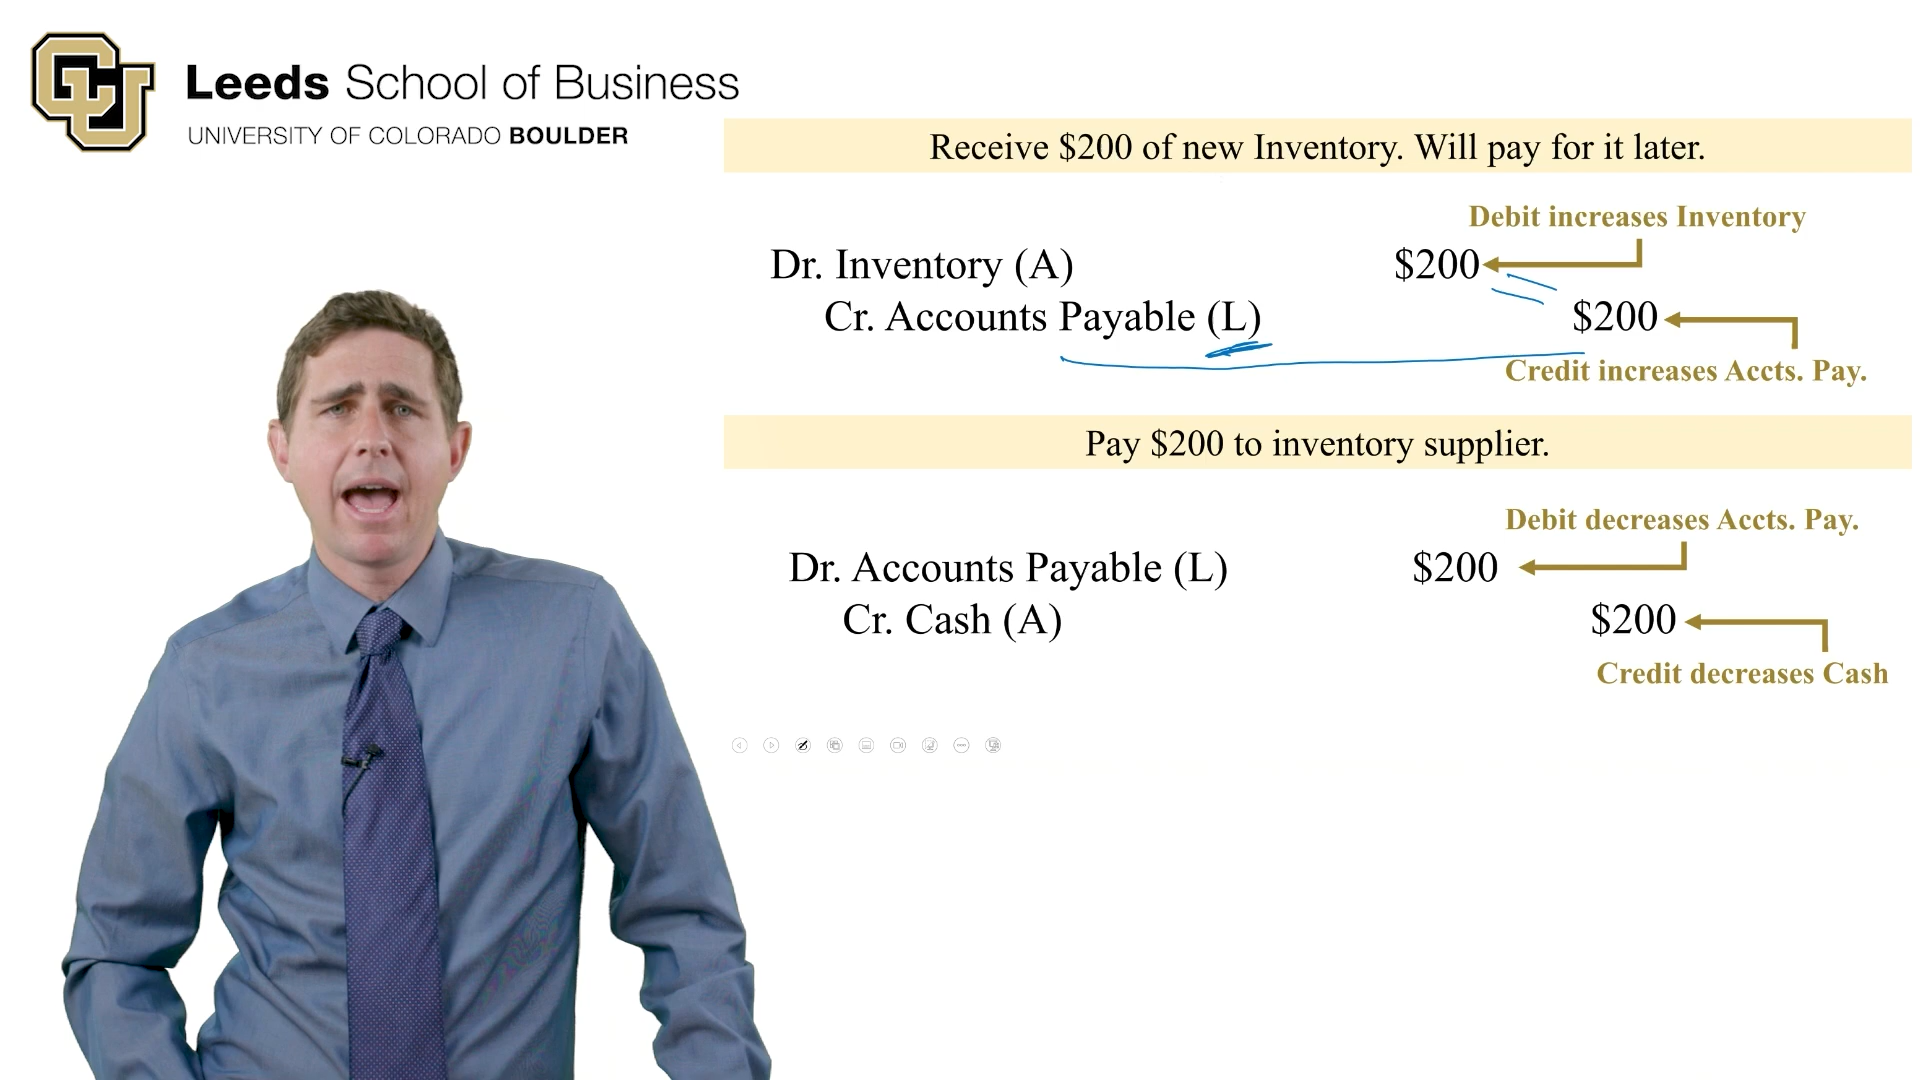 Leeds School of Business
UNIVERSITY OF COLORADO BOULDER
Receive $200 of new Inventory. Will pay for it later.
Debit increases Inventory
Dr. Inventory (A) $200
Cr. Accounts Payable (L) $200
Credit increases Accts. Pay.
Pay $200 to inventory supplier.
Debit decreases Accts. Pay.
Dr. Accounts Payable (L) $200
Cr. Cash (A) $200
Credit decreases Cash